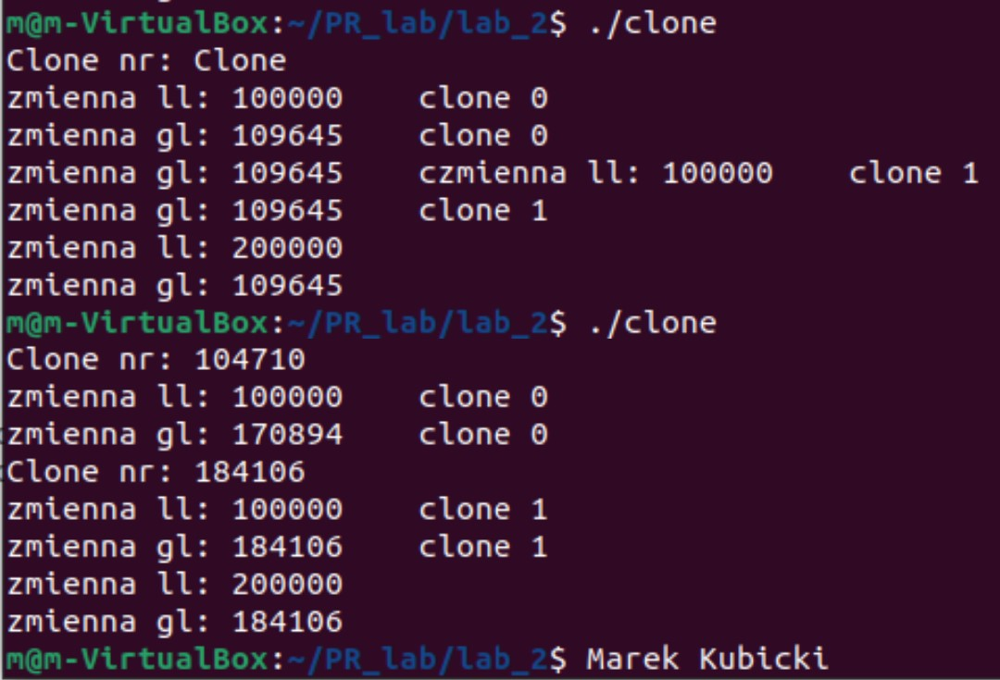 m@m-VirtualBox:~/PR_lab/lab_2$ ./clone
Clone nr: Clone
zmienna ll: 100000    clone 0
zmienna gl: 109645    clone 0
zmienna gl: 109645    czmienna ll: 100000    clone 1
zmienna gl: 109645    clone 1
zmienna ll: 200000
zmienna gl: 109645
m@m-VirtualBox:~/PR_lab/lab_2$ ./clone
Clone nr: 104710
zmienna ll: 100000    clone 0
zmienna gl: 170894    clone 0
Clone nr: 184106
zmienna ll: 100000    clone 1
zmienna gl: 184106    clone 1
zmienna ll: 200000
zmienna gl: 184106
m@m-VirtualBox:~/PR_lab/lab_2$ Marek Kubicki